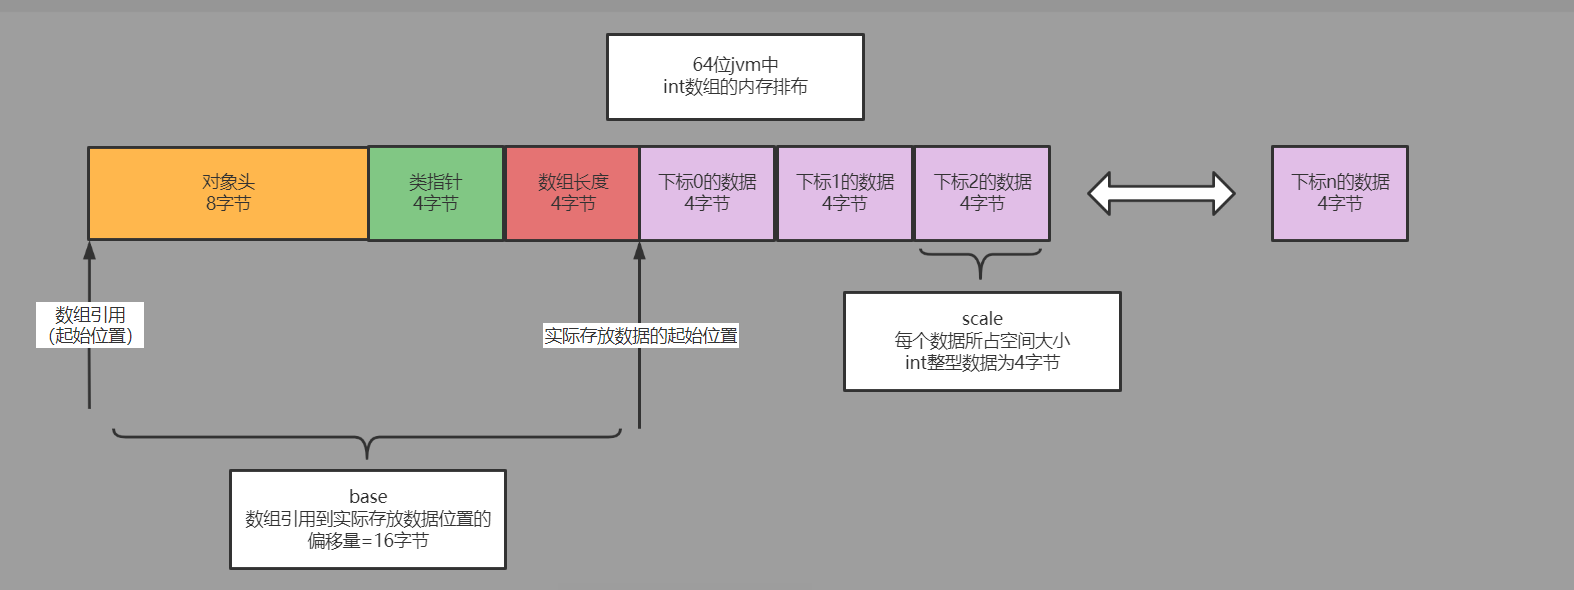 64位jvm中
int数组的内存排布
对象头
8字节
类指针
4字节
数组长度
4字节
下标0的数据
4字节
下标1的数据
4字节
下标2的数据
4字节
下标n的数据
4字节
数组引用
（起始位置）
实际存放数据的起始位置
scale
每个数据所占空间大小
int整型数据为4字节
base
数组引用到实际存放数据位置的
偏移量=16字节